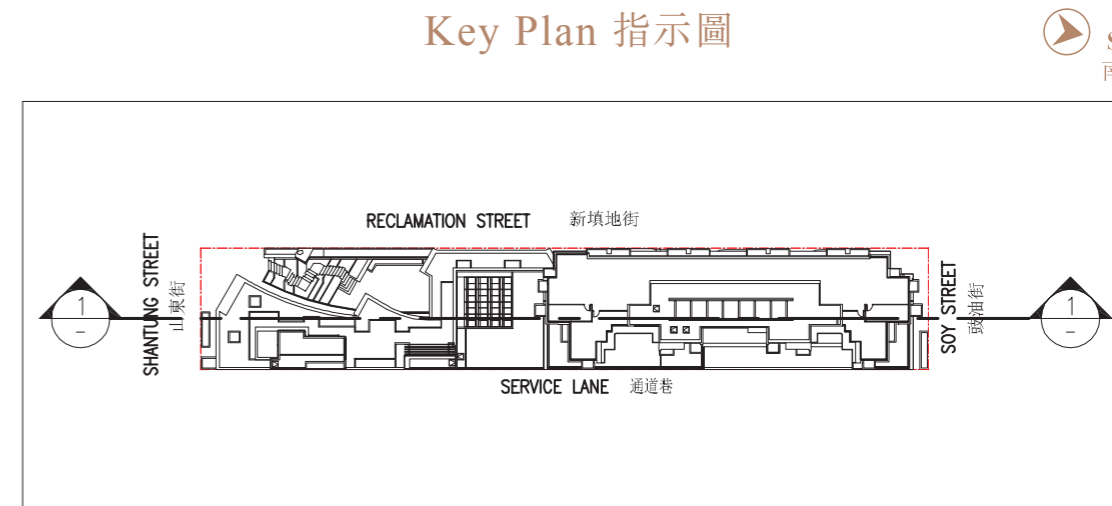 Key Plan 指示圖
RECLAMATION STREET 新填地街
SHANTUNG STREET
山東街
1
-
SOY STREET
豉油街
1
-
SERVICE LANE 通道巷